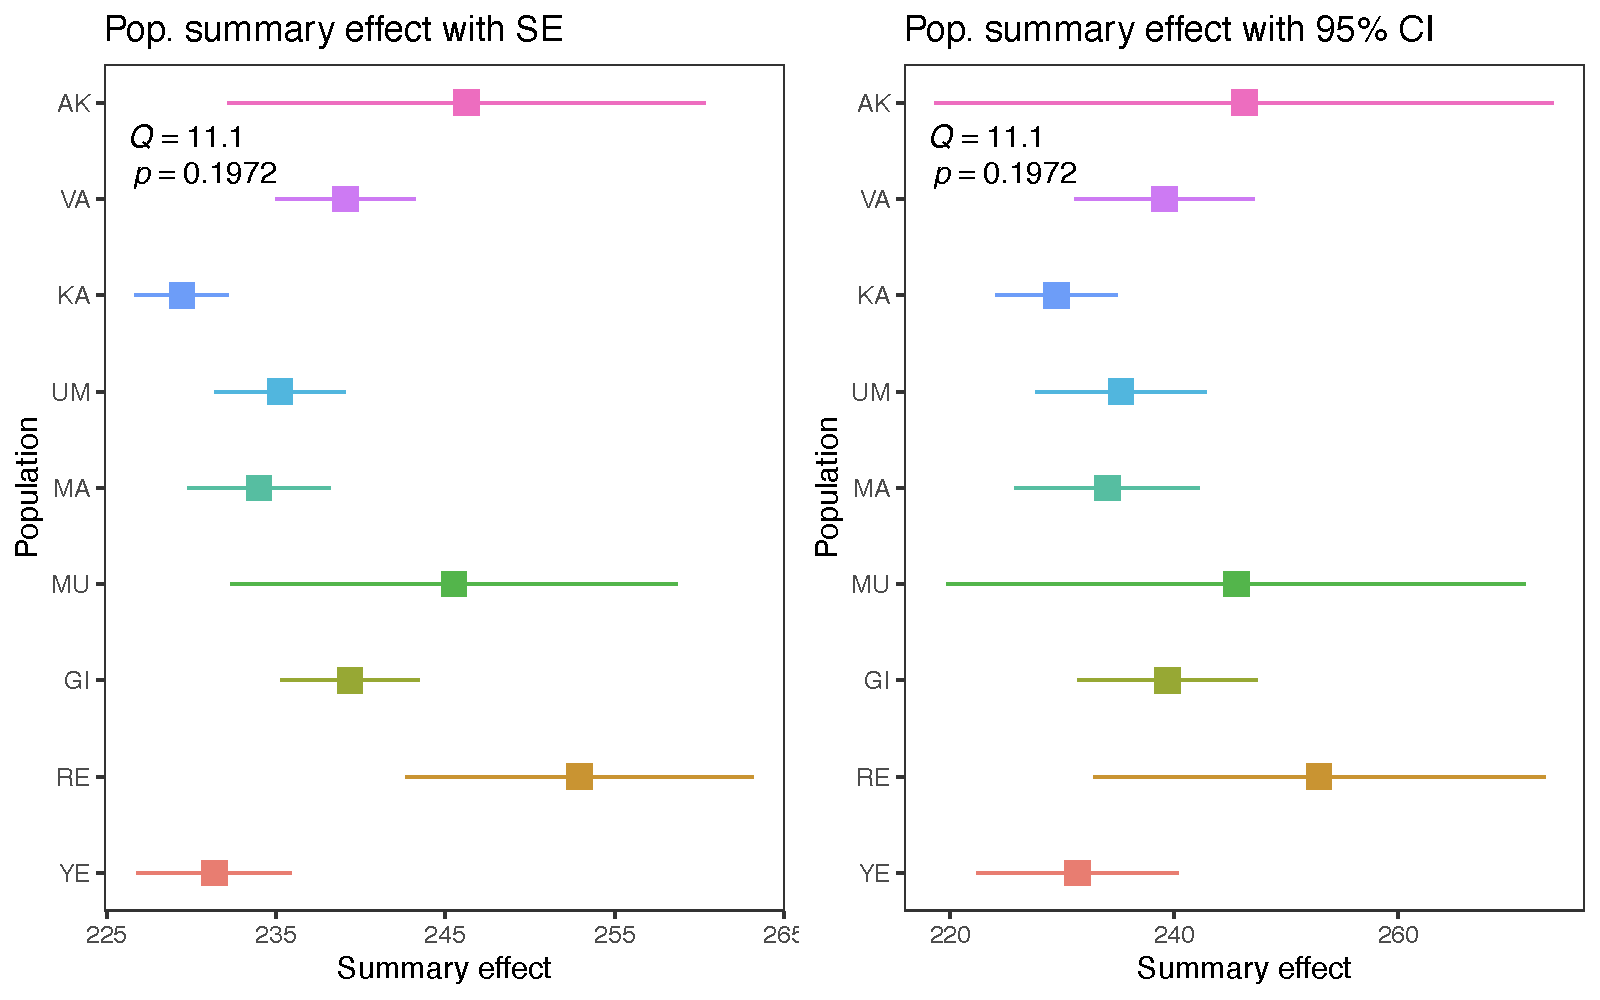 Pop. summary effect with SE
AK
Q = 11.1
p = 0.1972
VA
KA
UM
MA
MU
GI
RE
YE
Population
225 235 245 255 265
Summary effect
Pop. summary effect with 95% CI
AK
Q = 11.1
p = 0.1972
VA
KA
UM
MA
MU
GI
RE
YE
Population
220 240 260
Summary effect